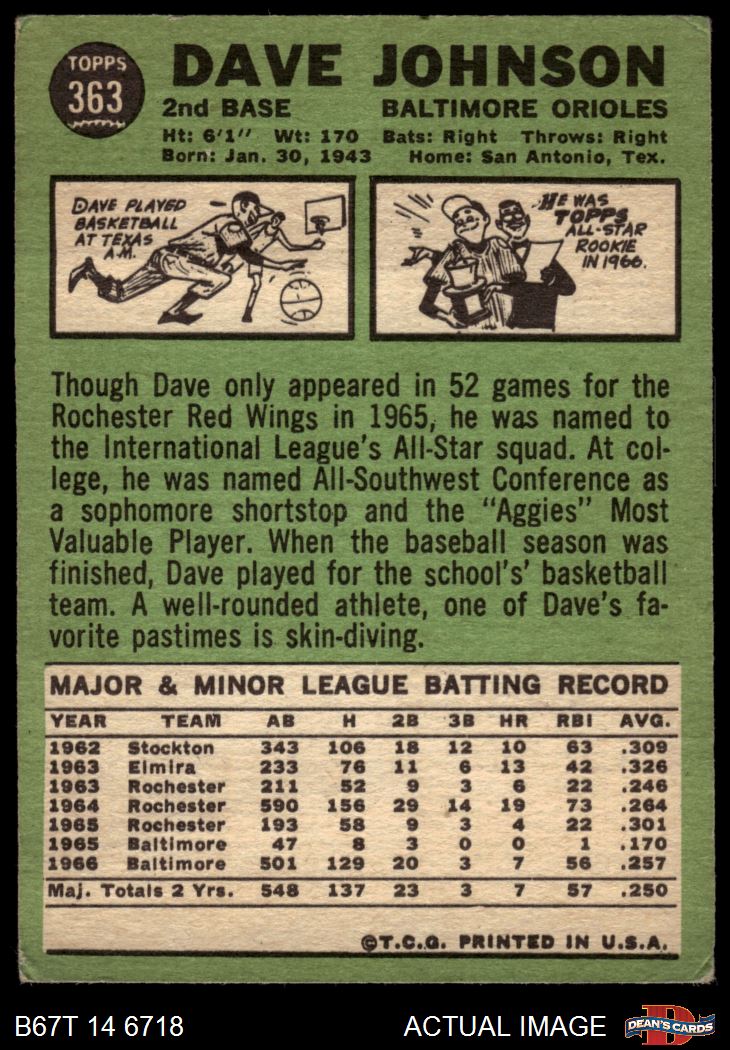 TOPPS
363
DAVE JOHNSON
2nd BASE BALTIMORE ORIOLES
Ht: 6'1" Wt: 170 Bats: Right Throws: Right
Born: Jan. 30, 1943 Home: San Antonio, Tex.
DAVE PLAYED
BASKETBALL
AT TEXAS
A.M.
HE WAS
TOPPS
ALL-STAR
ROOKIE
IN 1966.
Though Dave only appeared in 52 games for the
Rochester Red Wings in 1965, he was named to
the International League's All-Star squad. At col-
lege, he was named All-Southwest Conference as
a sophomore shortstop and the "Aggies" Most
Valuable Player. When the baseball season was
finished, Dave played for the school's' basketball
team. A well-rounded athlete, one of Dave's fa-
vorite pastimes is skin-diving.
MAJOR & MINOR LEAGUE BATTING RECORD
YEAR TEAM AB H 2B 3B HR RBI AVG.
1962 Stockton 343 106 18 12 10 63 .309
1963 Elmira 233 76 11 6 13 42 .326
1963 Rochester 211 52 9 3 6 22 .246
1964 Rochester 590 156 29 14 19 73 .264
1965 Rochester 193 58 9 3 4 22 .301
1965 Baltimore 47 8 3 0 0 1 .170
1966 Baltimore 501 129 20 3 7 56 .257
Maj. Totals 2 Yrs. 548 137 23 3 7 57 .250
©T.C.G. PRINTED IN U.S.A.
B67T 14 6718 ACTUAL IMAGE
D
DEAN'S CARDS